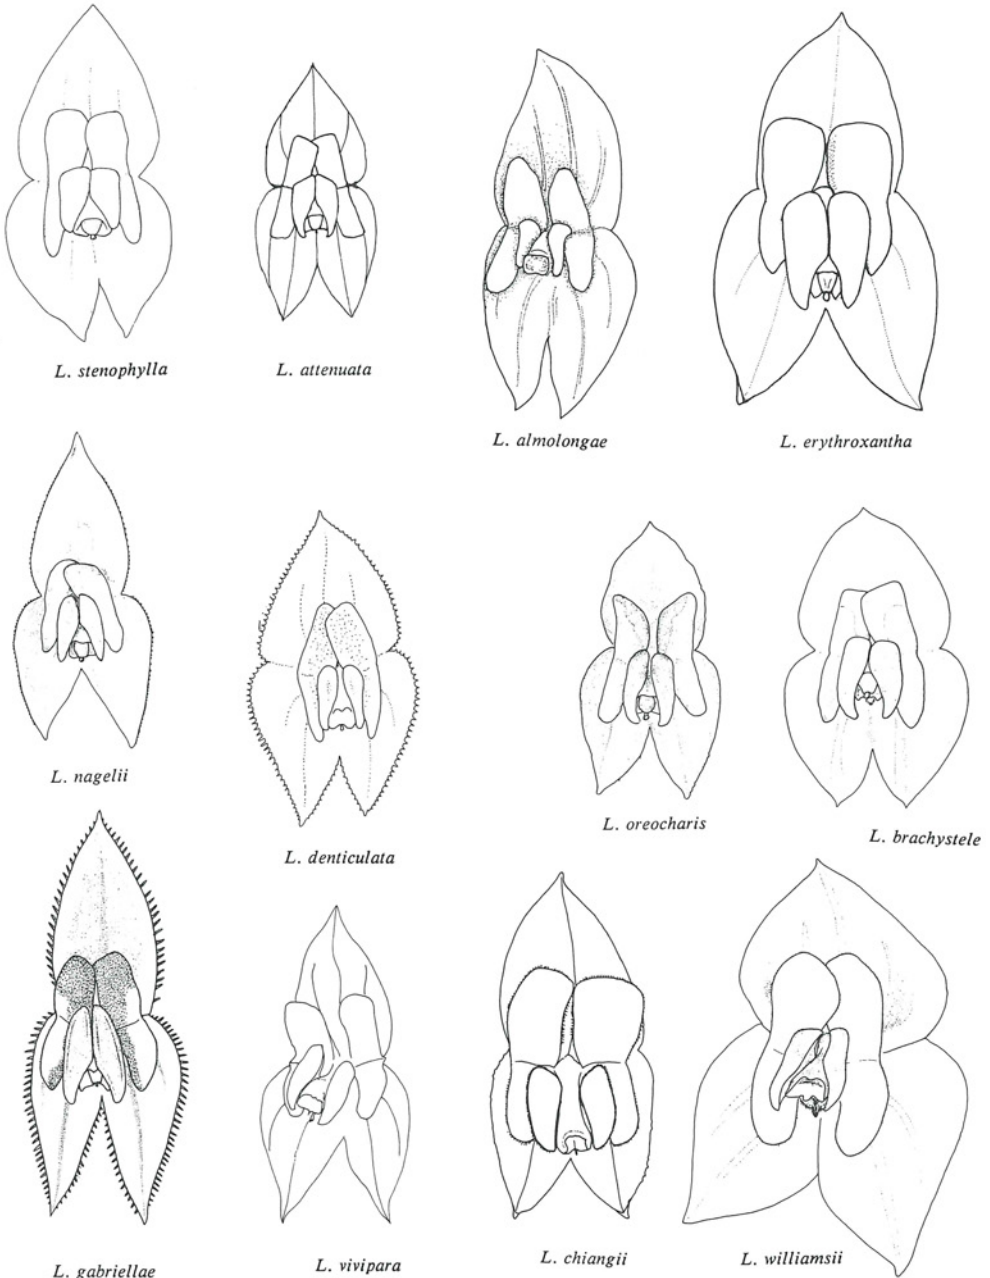 L. stenophylla
L. attenuata
L. almolongae
L. erythroxantha
L. nagelii
L. denticulata
L. oreocharis
L. brachystele
L. gabriellae
L. vivipara
L. chiangii
L. williamsii